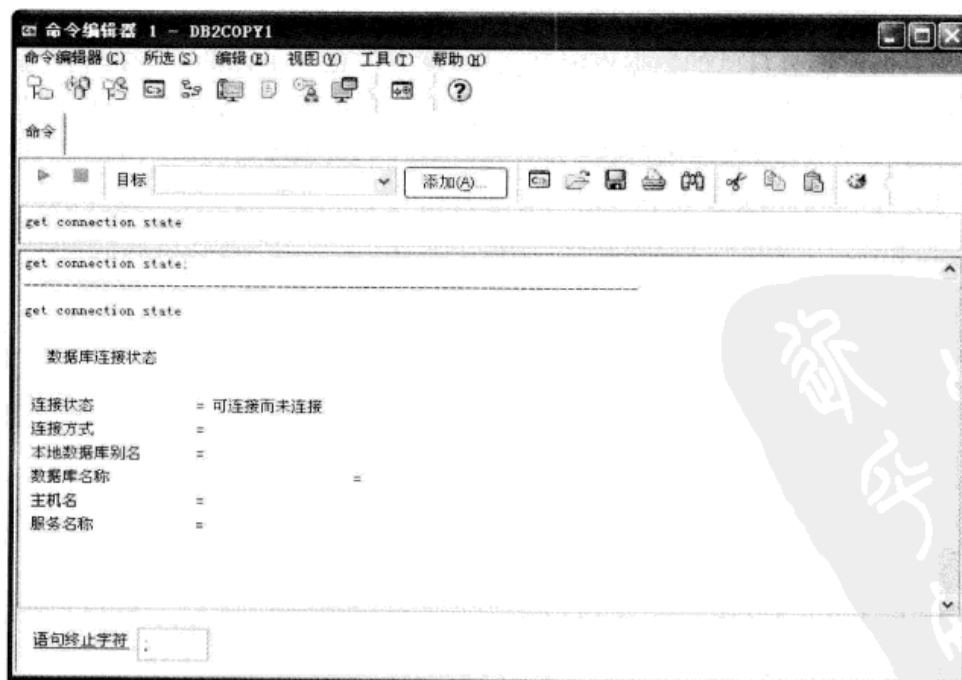 命令编辑器 1 - DB2COPY1
命令编辑器(C) 所选(S) 编辑(E) 视图(V) 工具(T) 帮助(H)
命令
目标 添加(A)...
get connection state
get connection state;
--------------------------------------------------------------------------------
get connection state
数据库连接状态
连接状态 = 可连接而未连接
连接方式 =
本地数据库别名 =
数据库名称 =
主机名 =
服务名称 =
语句终止字符 ;